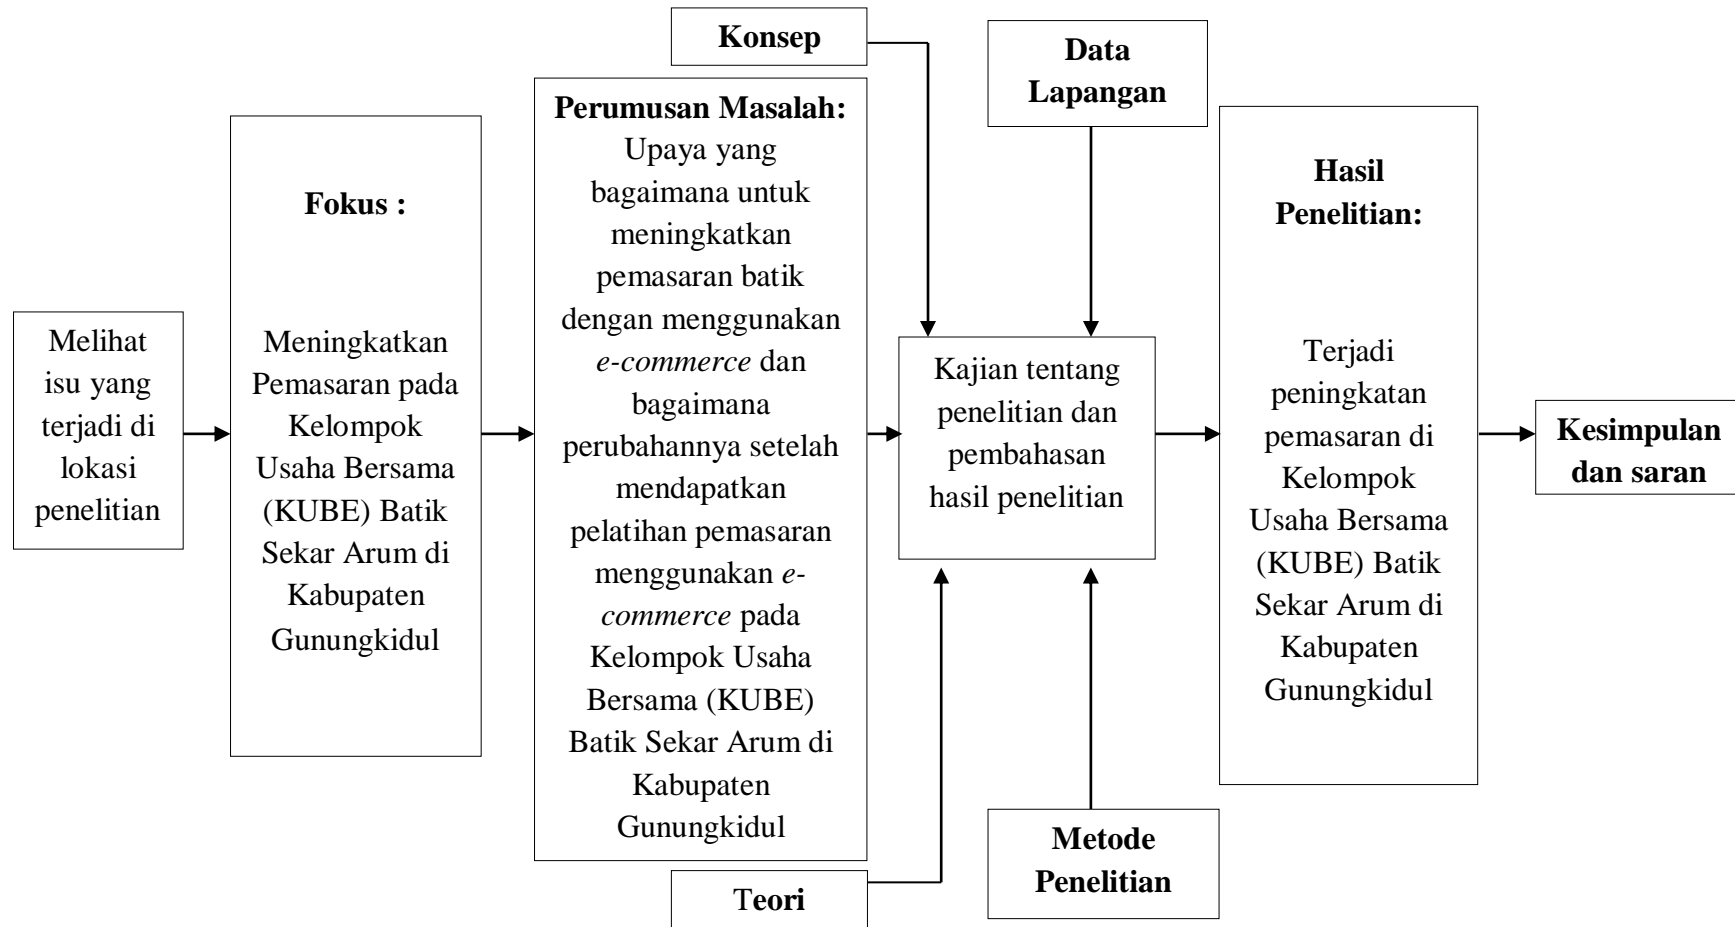 Konsep
Data
Lapangan
Melihat
isu yang
terjadi di
lokasi
penelitian
Fokus :
Meningkatkan
Pemasaran pada
Kelompok
Usaha Bersama
(KUBE) Batik
Sekar Arum di
Kabupaten
Gunungkidul
Perumusan Masalah:
Upaya yang
bagaimana untuk
meningkatkan
pemasaran batik
dengan menggunakan
e-commerce dan
bagaimana
perubahannya setelah
mendapatkan
pelatihan pemasaran
menggunakan e-
commerce pada
Kelompok Usaha
Bersama (KUBE)
Batik Sekar Arum di
Kabupaten
Gunungkidul
Kajian tentang
penelitian dan
pembahasan
hasil penelitian
Hasil
Penelitian:
Terjadi
peningkatan
pemasaran di
Kelompok
Usaha Bersama
(KUBE) Batik
Sekar Arum di
Kabupaten
Gunungkidul
Kesimpulan
dan saran
Teori
Metode
Penelitian